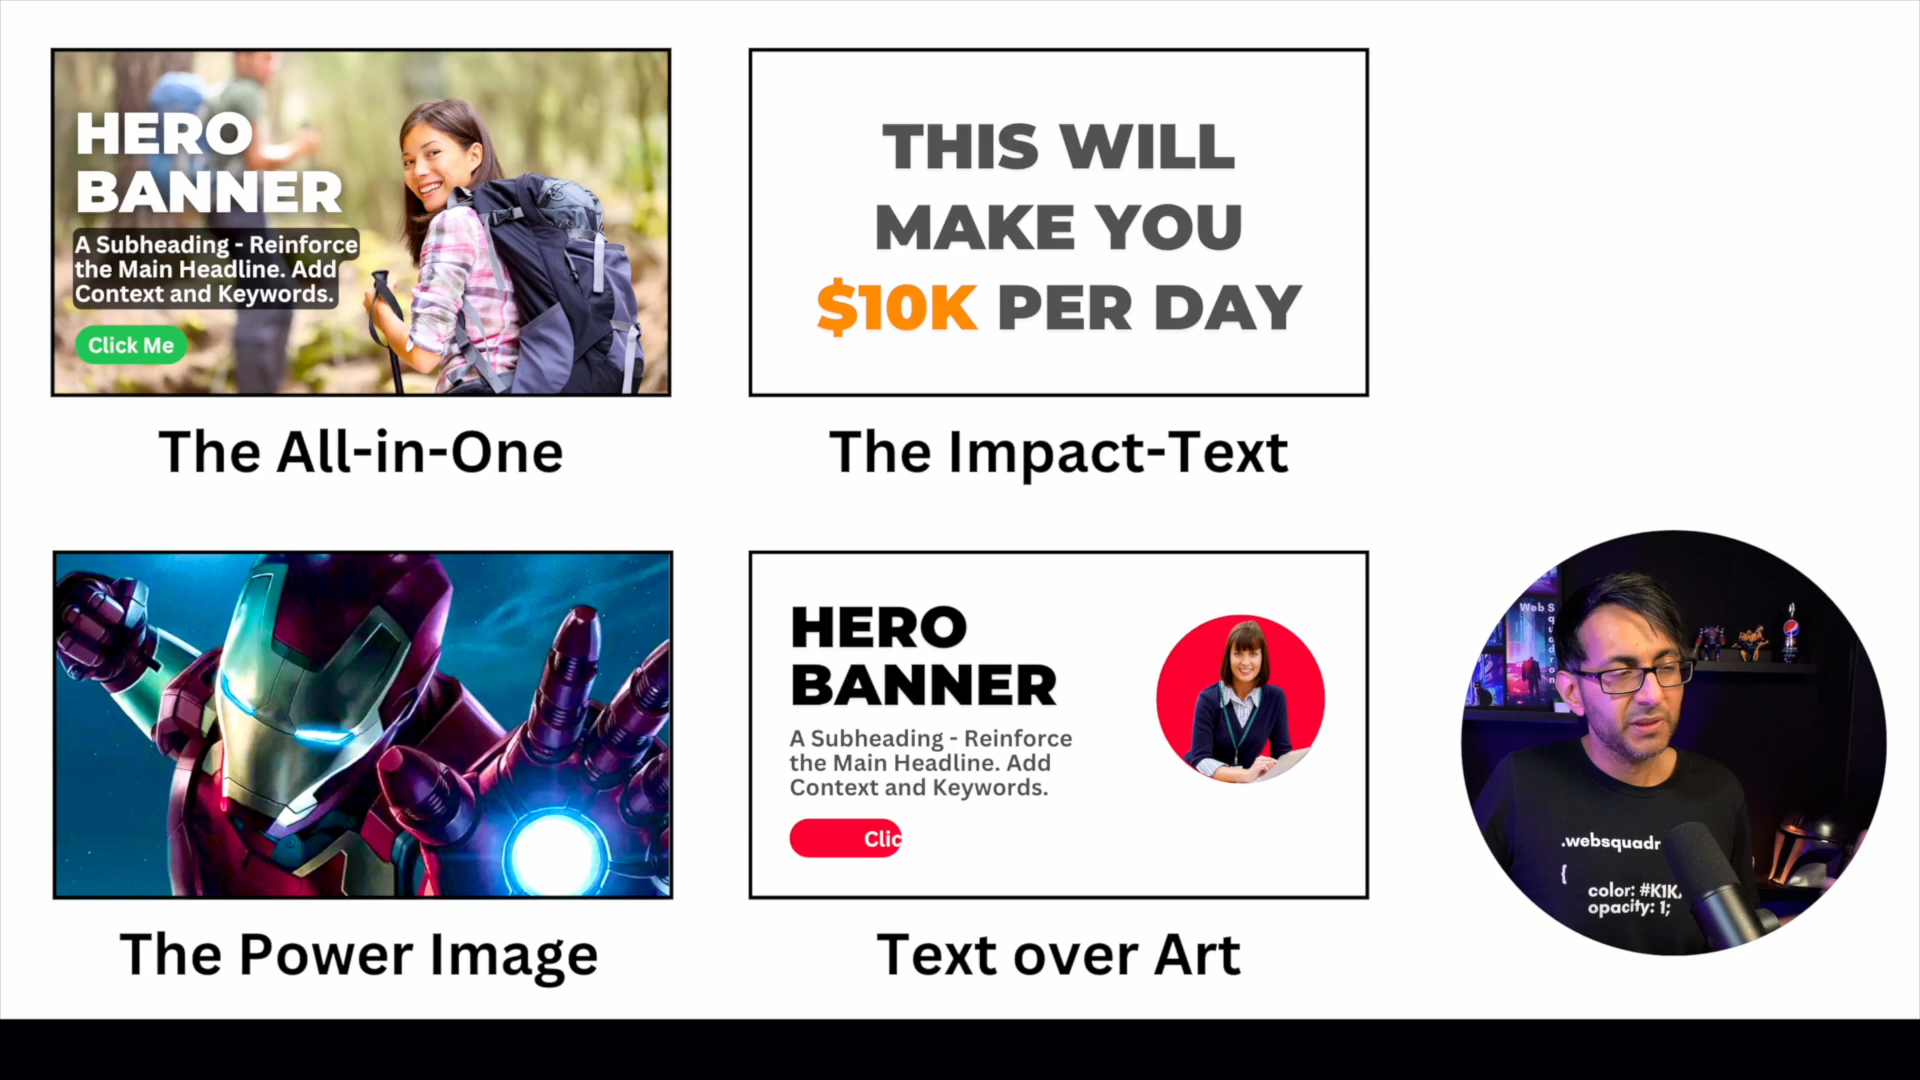 HERO
BANNER
A Subheading - Reinforce
the Main Headline. Add
Context and Keywords.
Click Me
The All-in-One
THIS WILL
MAKE YOU
$10K PER DAY
The Impact-Text
The Power Image
HERO
BANNER
A Subheading - Reinforce
the Main Headline. Add
Context and Keywords.
Clic
Text over Art
Web Squadron
.websquadr
{
color: #K1K,
opacity: 1;